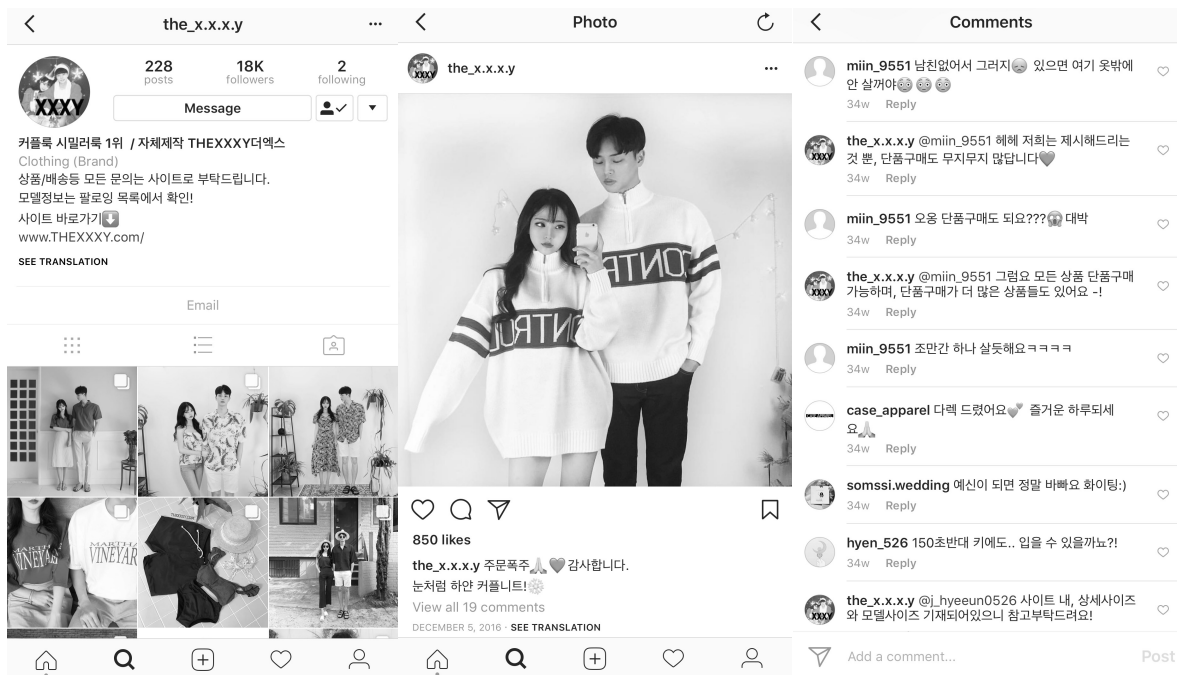 the_x.x.x.y
228
posts
18K
followers
2
following
Message
XXXY
커플룩 시밀러룩 1위 / 자체제작 THEXXXY더엑스
Clothing (Brand)
상품/배송등 모든 문의는 사이트로 부탁드립니다.
모델정보는 팔로잉 목록에서 확인!
사이트 바로가기⬇️
www.THEXXXY.com/
SEE TRANSLATION
Email
MARTHA
VINEYAR
MARTHA
VINEYAR
Photo
the_x.x.x.y
CONTRO
CONTR
850 likes
the_x.x.x.y 주문폭주🙏❤️감사합니다.
눈처럼 하얀 커플니트!❄️
View all 19 comments
DECEMBER 5, 2016 · SEE TRANSLATION
Comments
miin_9551 남친없어서 그러지😞 있으면 여기 옷밖에
안 살꺼야😳😳😳
34w Reply
the_x.x.x.y @miin_9551 헤헤 저희는 제시해드리는
것 뿐, 단품구매도 무지무지 많답니다❤️
34w Reply
miin_9551 오옹 단품구매도 되요???😱대박
34w Reply
the_x.x.x.y @miin_9551 그럼요 모든 상품 단품구매
가능하며, 단품구매가 더 많은 상품들도 있어요 -!
34w Reply
miin_9551 조만간 하나 살듯해요ㅋㅋㅋㅋ
34w Reply
case_apparel 다렉 드렸어요💕 즐거운 하루되세
요🙏
34w Reply
somssi.wedding 예신이 되면 정말 바빠요 화이팅:)
34w Reply
hyen_526 150초반대 키에도.. 입을 수 있을까뇨?!
34w Reply
the_x.x.x.y @j_hyeeun0526 사이트 내, 상세사이즈
와 모델사이즈 기재되어있으니 참고부탁드려요!
Add a comment...
Post